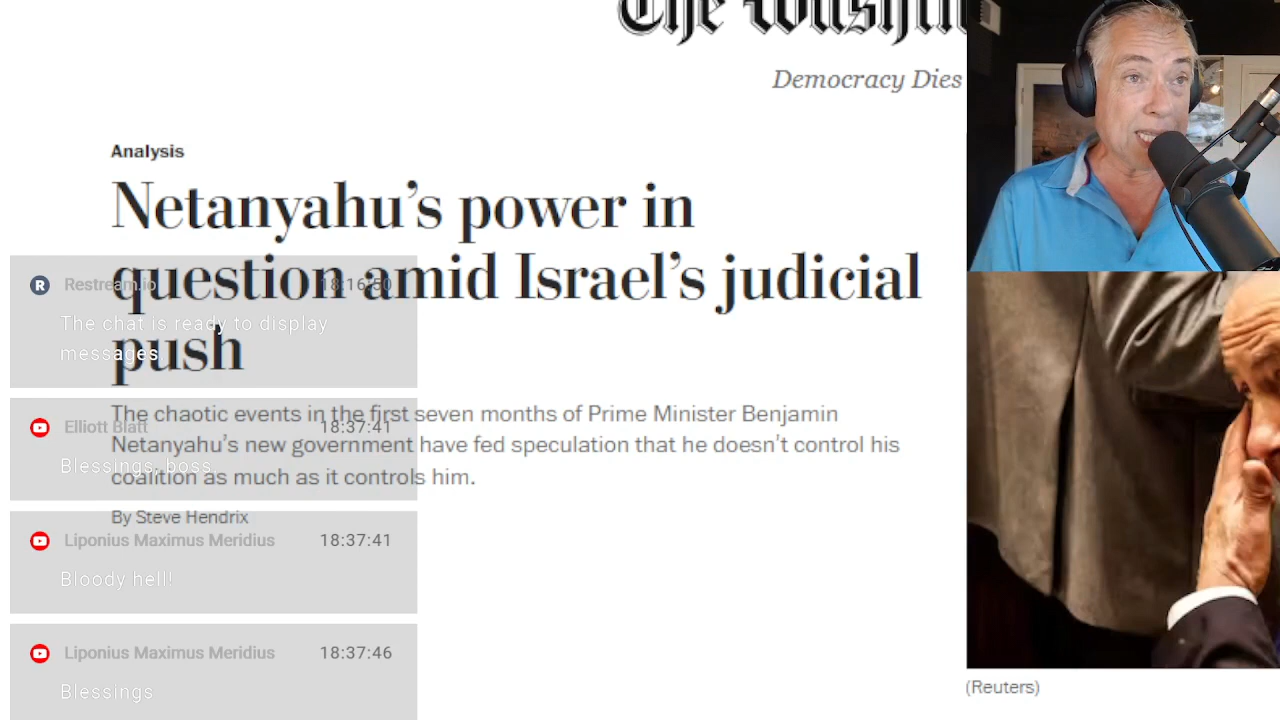 The Washin
Democracy Dies
Analysis
Netanyahu’s power in
question amid Israel’s judicial
push
The chaotic events in the first seven months of Prime Minister Benjamin
Netanyahu’s new government have fed speculation that he doesn’t control his
coalition as much as it controls him.
By Steve Hendrix
Restream.io 18:16:50
The chat is ready to display
messages
Elliott Blatt 18:37:41
Blessings, boss.
Liponius Maximus Meridius 18:37:41
Bloody hell!
Liponius Maximus Meridius 18:37:46
Blessings
(Reuters)